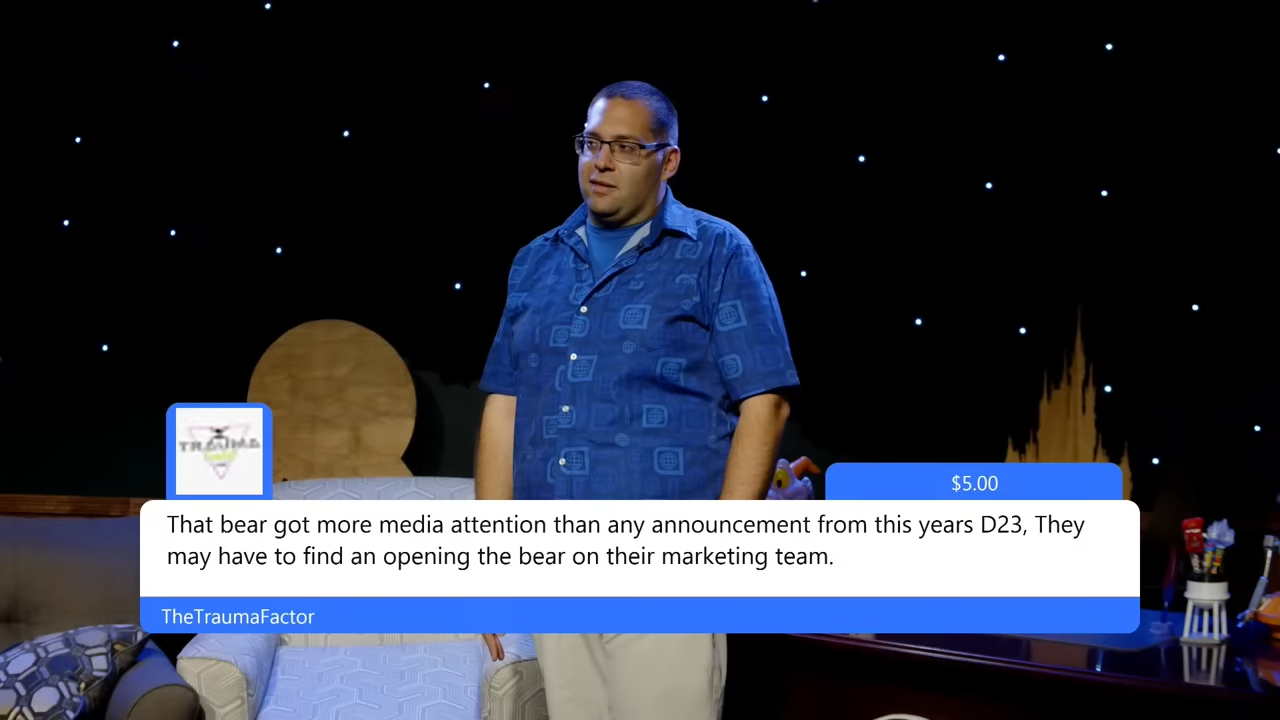 TRAUMA
$5.00
That bear got more media attention than any announcement from this years D23, They
may have to find an opening the bear on their marketing team.
TheTraumaFactor